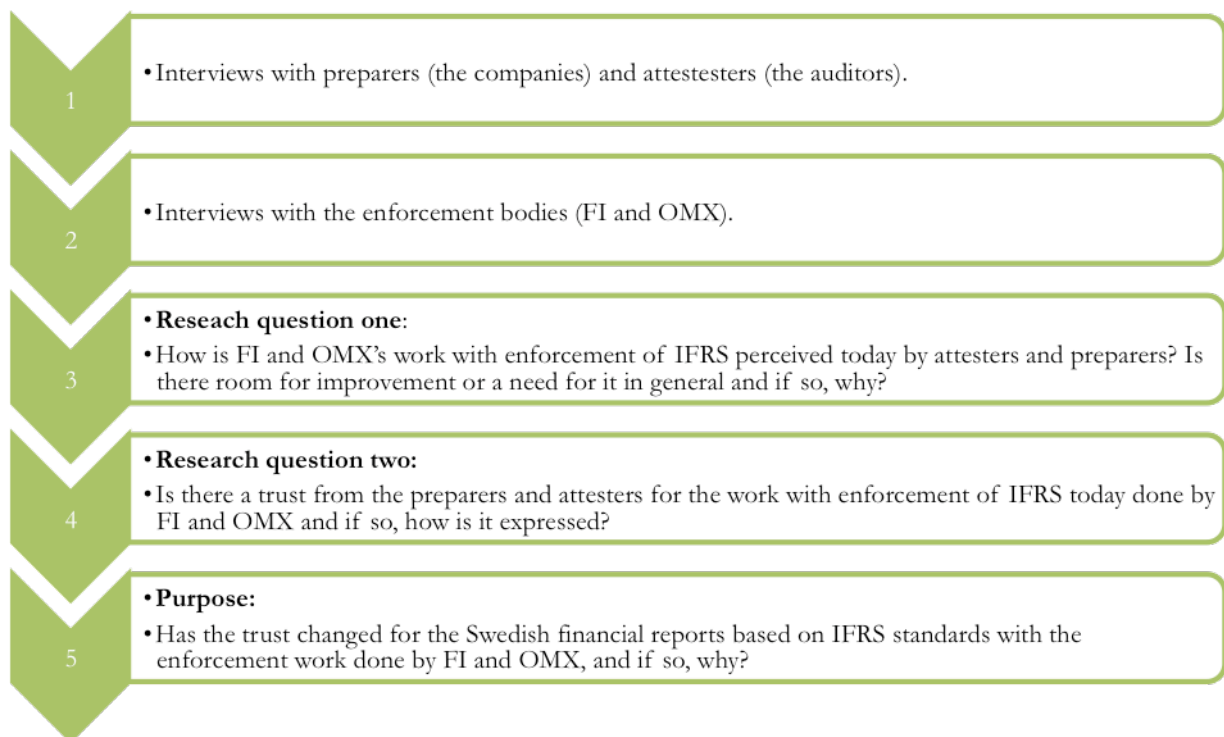 1
•Interviews with preparers (the companies) and attestesters (the auditors).
2
•Interviews with the enforcement bodies (FI and OMX).
3
•Reseach question one:
•How is FI and OMX’s work with enforcement of IFRS perceived today by attesters and preparers? Is
there room for improvement or a need for it in general and if so, why?
4
•Research question two:
•Is there a trust from the preparers and attesters for the work with enforcement of IFRS today done by
FI and OMX and if so, how is it expressed?
5
•Purpose:
•Has the trust changed for the Swedish financial reports based on IFRS standards with the
enforcement work done by FI and OMX, and if so, why?